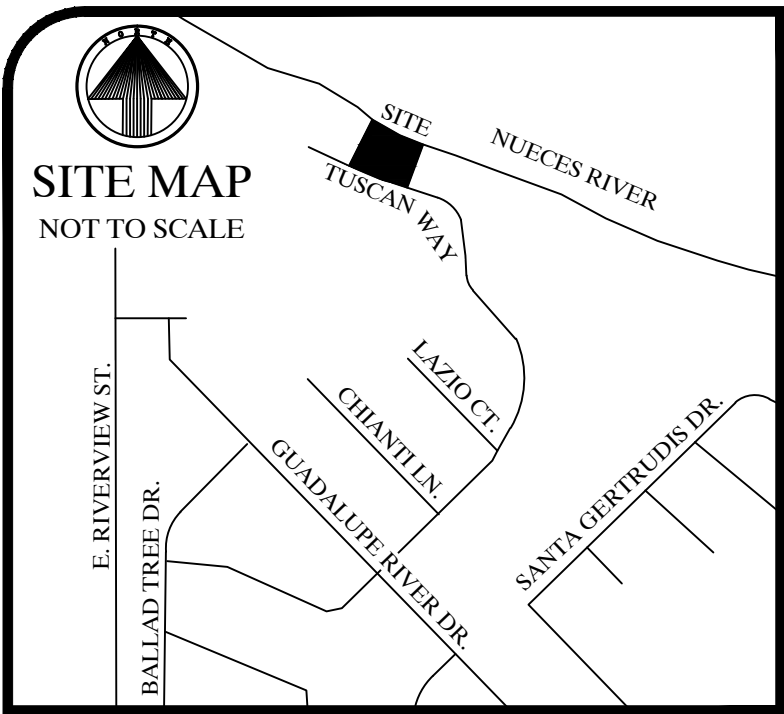 NORTH
SITE MAP
NOT TO SCALE
SITE
NUECES RIVER
TUSCAN WAY
LAZIO CT.
CHIANTI LN.
GUADALUPE RIVER DR.
SANTA GERTRUDIS DR.
E. RIVERVIEW ST.
BALLAD TREE DR.